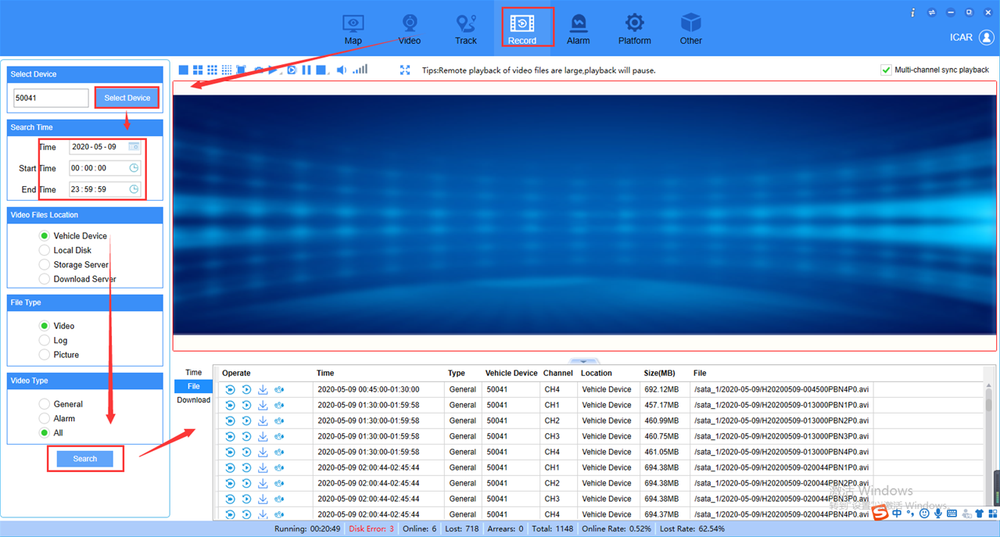 Map Video Track Record Alarm Platform Other
ICAR
Select Device
50041 Select Device
Search Time
Time 2020-05-09
Start Time 00:00:00
End Time 23:59:59
Video Files Location
Vehicle Device
Local Disk
Storage Server
Download Server
File Type
Video
Log
Picture
Video Type
General
Alarm
All
Search
Tips:Remote playback of video files are large,playback will pause.
Multi-channel sync playback
Time
File
Download
Operate Time Type Vehicle Device Channel Location Size(MB) File
2020-05-09 00:45:00-01:30:00 General 50041 CH4 Vehicle Device 692.12MB /sata_1/2020-05-09/H20200509-004500PBN4P0.avi
2020-05-09 01:30:00-01:59:58 General 50041 CH1 Vehicle Device 457.17MB /sata_1/2020-05-09/H20200509-013000PBN1P0.avi
2020-05-09 01:30:00-01:59:58 General 50041 CH2 Vehicle Device 460.99MB /sata_1/2020-05-09/H20200509-013000PBN2P0.avi
2020-05-09 01:30:00-01:59:58 General 50041 CH3 Vehicle Device 460.75MB /sata_1/2020-05-09/H20200509-013000PBN3P0.avi
2020-05-09 01:30:00-01:59:58 General 50041 CH4 Vehicle Device 461.05MB /sata_1/2020-05-09/H20200509-013000PBN4P0.avi
2020-05-09 02:00:44-02:45:44 General 50041 CH1 Vehicle Device 694.38MB /sata_1/2020-05-09/H20200509-020044PBN1P0.avi
2020-05-09 02:00:44-02:45:44 General 50041 CH2 Vehicle Device 694.38MB /sata_1/2020-05-09/H20200509-020044PBN2P0.avi
2020-05-09 02:00:44-02:45:44 General 50041 CH3 Vehicle Device 694.38MB /sata_1/2020-05-09/H20200509-020044PBN3P0.avi
2020-05-09 02:00:44-02:45:44 General 50041 CH4 Vehicle Device 694.37MB /sata_1/2020-05-09/H20200509-020044PBN4P0.avi
激活 Windows
转到"设置"以激活 Windows。
中
Running: 00:20:49 Disk Error: 3 Online: 6 Lost: 718 Arrears: 0 Total: 1148 Online Rate: 0.52% Lost Rate: 62.54%